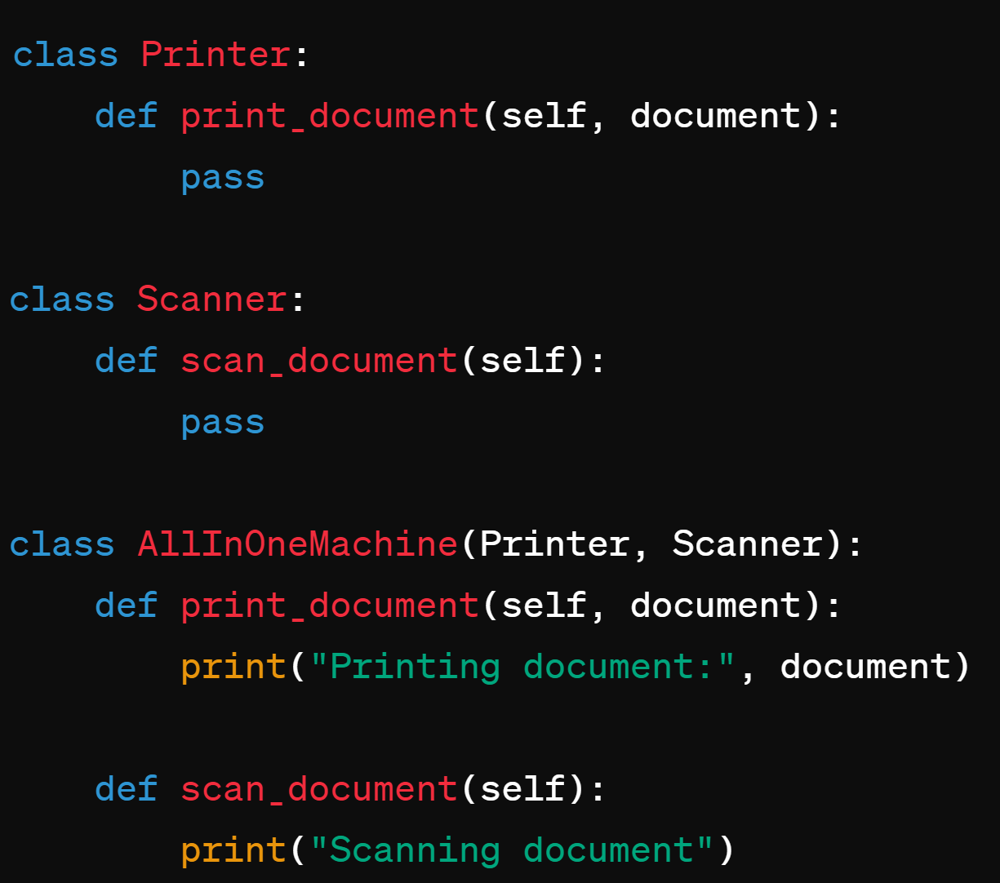 class Printer:
    def print_document(self, document):
        pass

class Scanner:
    def scan_document(self):
        pass

class AllInOneMachine(Printer, Scanner):
    def print_document(self, document):
        print("Printing document:", document)

    def scan_document(self):
        print("Scanning document")